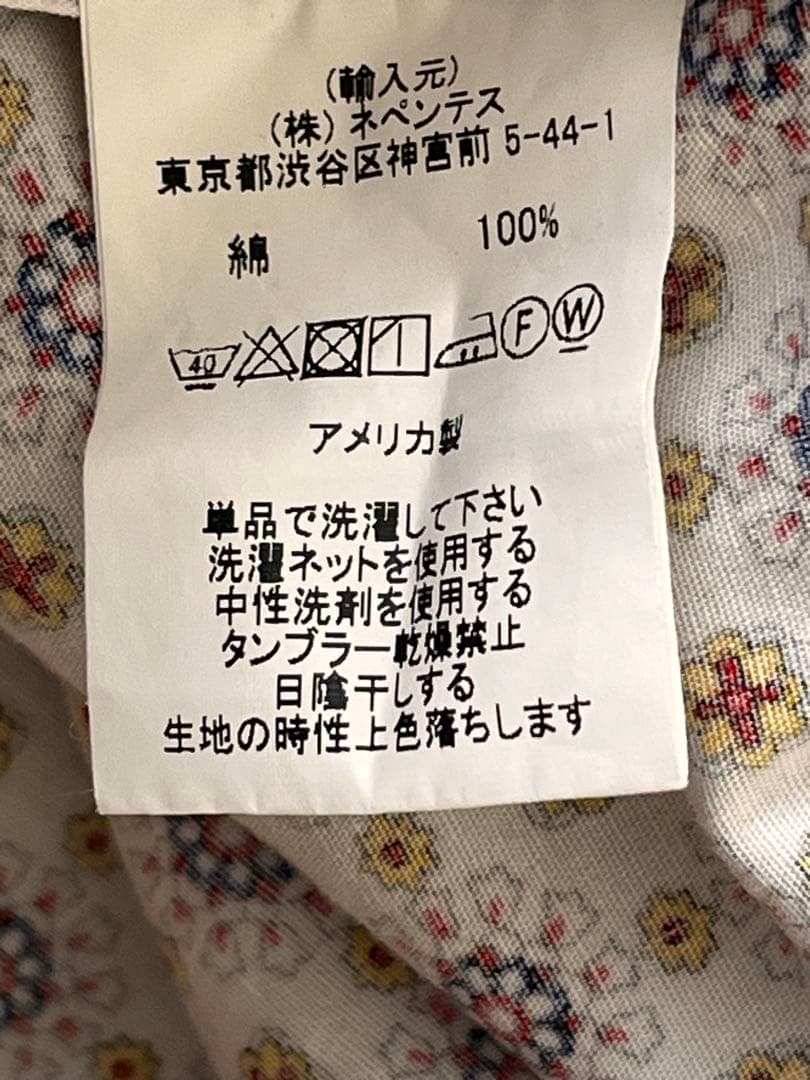 (輸入元)
(株) ネペンテス
東京都渋谷区神宮前 5-44-1
綿 100%
40 F W
アメリカ製
単品で洗濯して下さい
洗濯ネットを使用する
中性洗剤を使用する
タンブラー乾燥禁止
日陰干しする
生地の時性上色落ちします